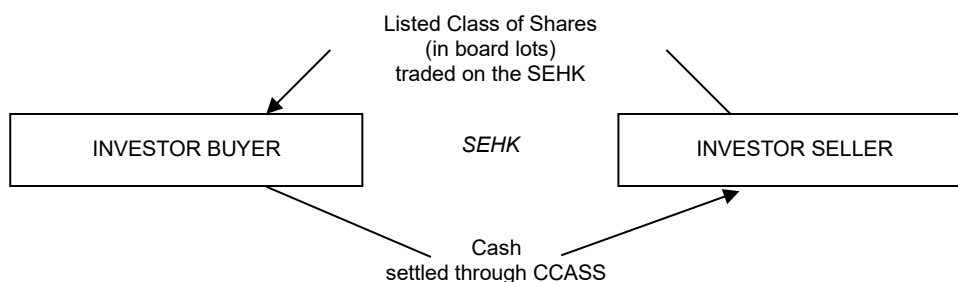 Listed Class of Shares
(in board lots)
traded on the SEHK
INVESTOR BUYER
SEHK
INVESTOR SELLER
Cash
settled through CCASS